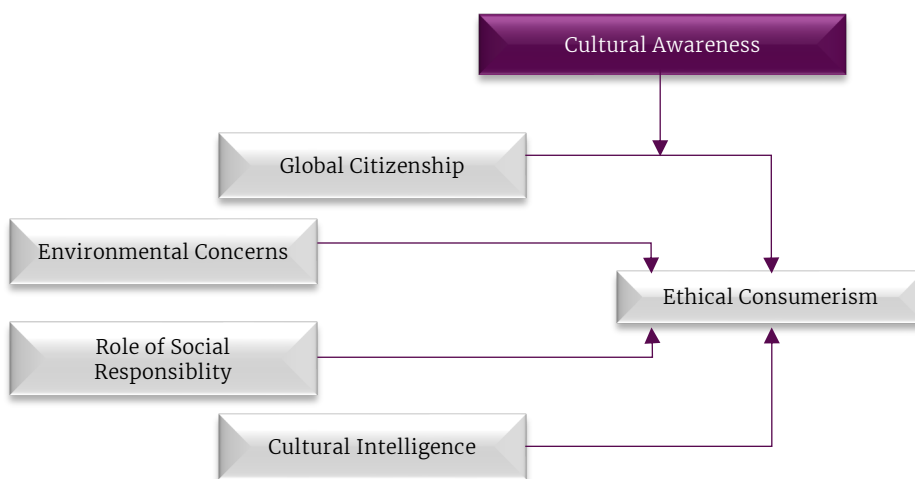 Cultural Awareness
Global Citizenship
Environmental Concerns
Ethical Consumerism
Role of Social
Responsiblity
Cultural Intelligence